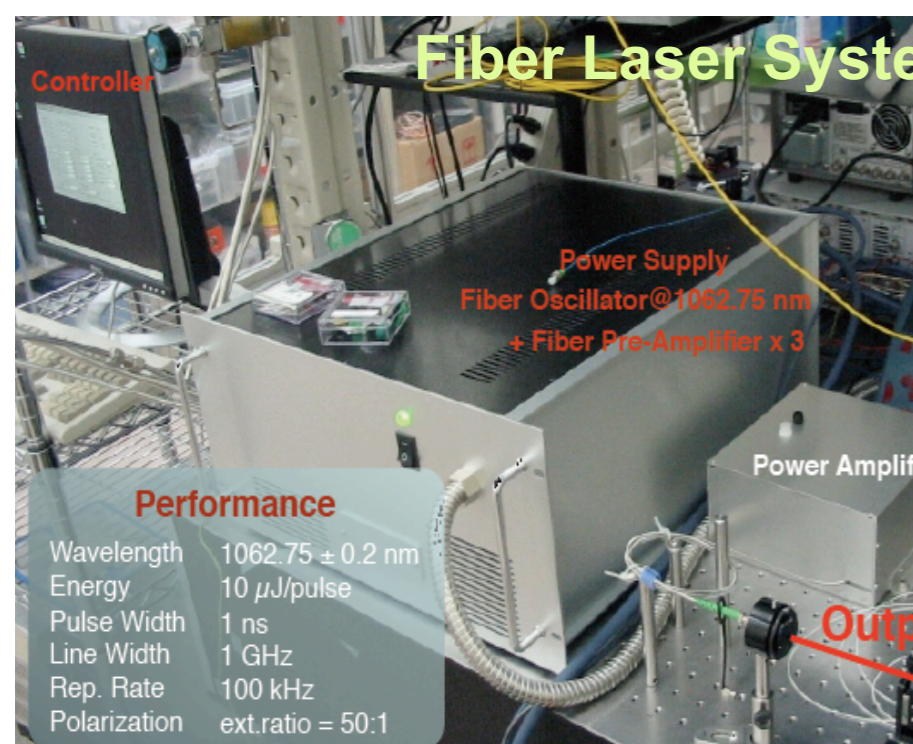 Fiber Laser Syste
Controller
Power Supply
Fiber Oscillator@1062.75 nm
+ Fiber Pre-Amplifier x 3
Power Amplif
Performance
Wavelength 1062.75 ± 0.2 nm
Energy 10 µJ/pulse
Pulse Width 1 ns
Line Width 1 GHz
Rep. Rate 100 kHz
Polarization ext.ratio = 50:1
Outp